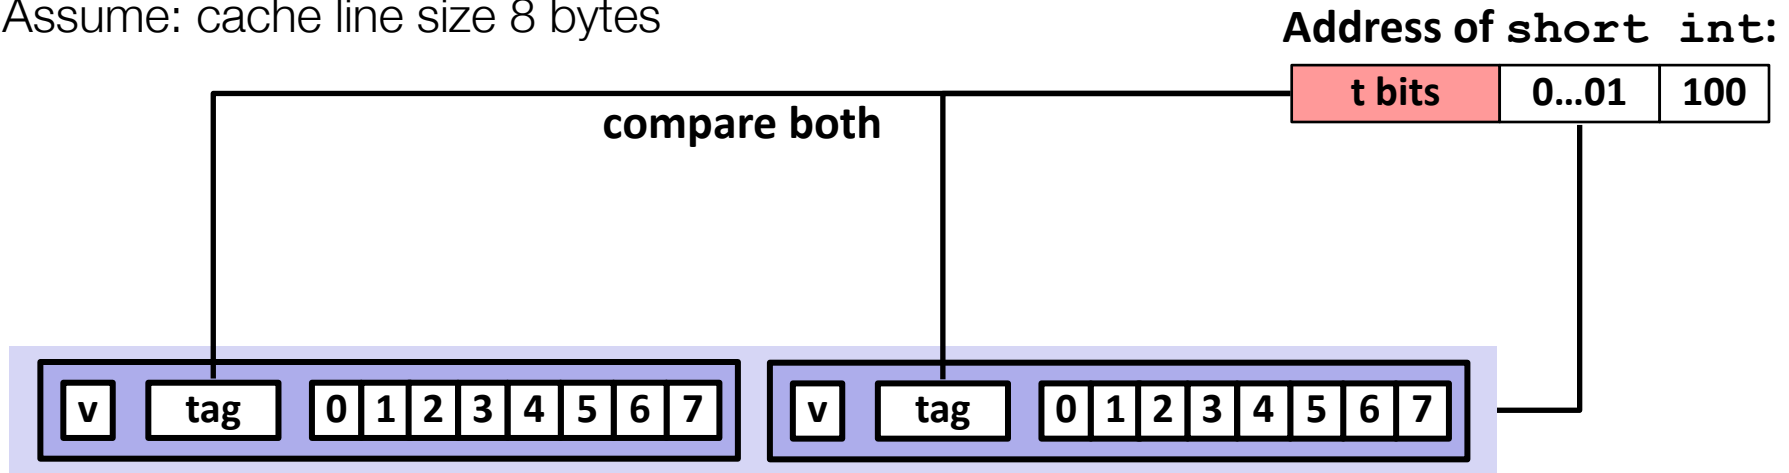 Assume: cache line size 8 bytes
Address of short int:
t bits 0...01 100
compare both
v tag 0 1 2 3 4 5 6 7 v tag 0 1 2 3 4 5 6 7